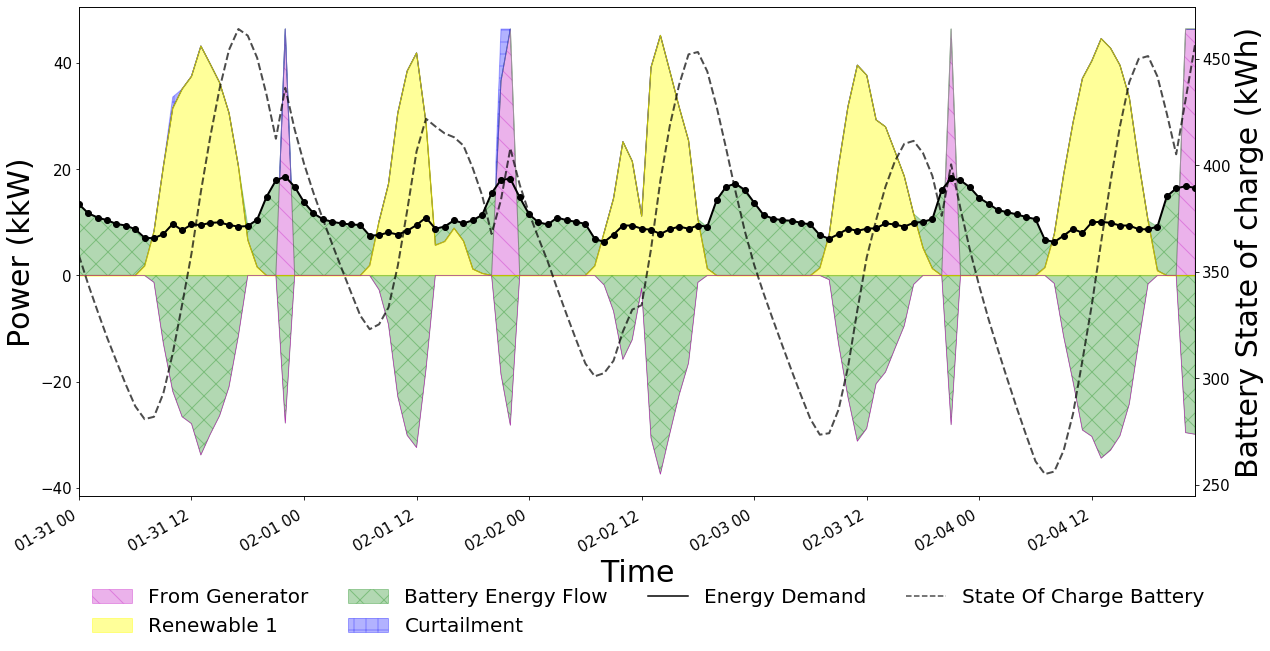 Power (kkW)
40
20
0
−20
−40
450
400
350
300
250
Battery State of charge (kWh)
01-31 00
01-31 12
02-01 00
02-01 12
02-02 00
02-02 12
02-03 00
02-03 12
02-04 00
02-04 12
Time
From Generator
Battery Energy Flow
Energy Demand
State Of Charge Battery
Renewable 1
Curtailment